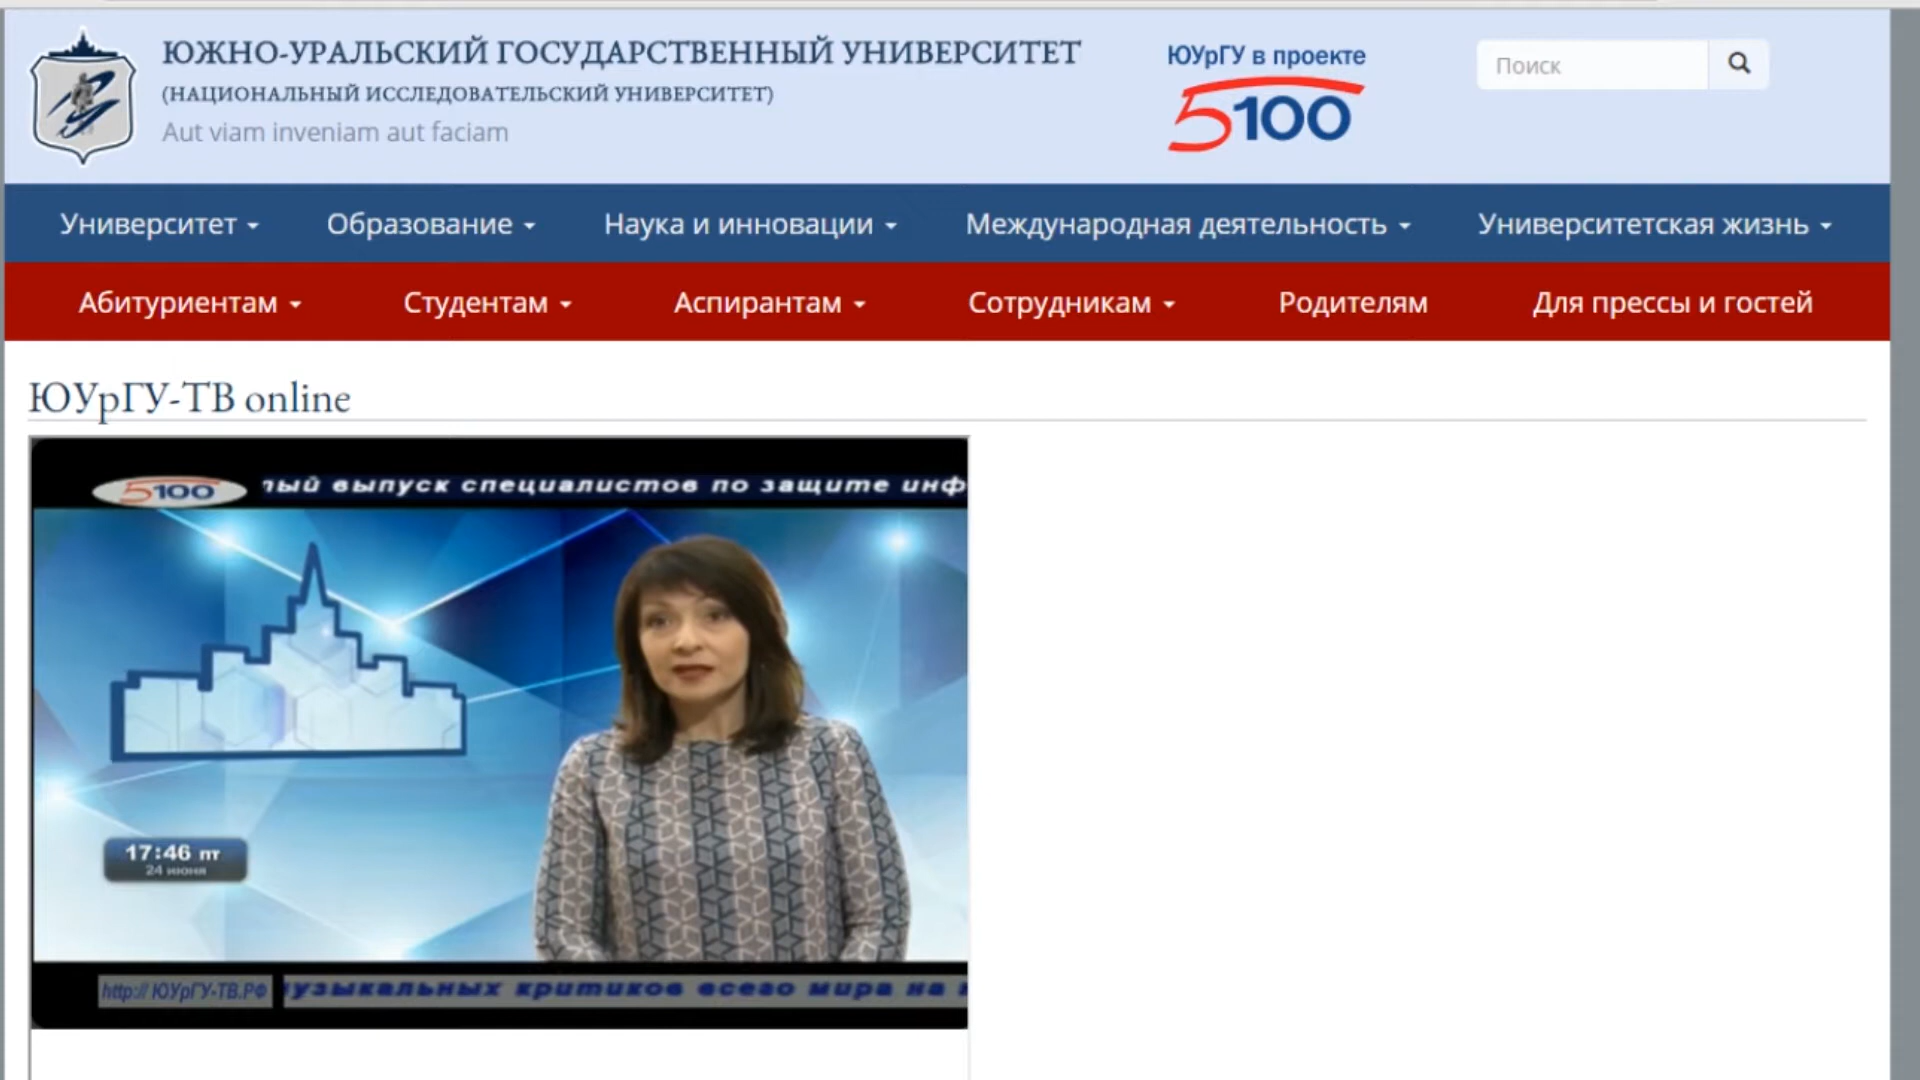 ЮЖНО-УРАЛЬСКИЙ ГОСУДАРСТВЕННЫЙ УНИВЕРСИТЕТ
(НАЦИОНАЛЬНЫЙ ИССЛЕДОВАТЕЛЬСКИЙ УНИВЕРСИТЕТ)
Aut viam inveniam aut faciam
ЮУрГУ в проекте
5100
Поиск
Университет Образование Наука и инновации Международная деятельность Университетская жизнь
Абитуриентам Студентам Аспирантам Сотрудникам Родителям Для прессы и гостей
ЮУрГУ-ТВ online
5100 выпуск специалистов по защите инф
17:46 пт
24 июня
http:// ЮУрГУ-ТВ.РФ узыкальных критиков всего мира на